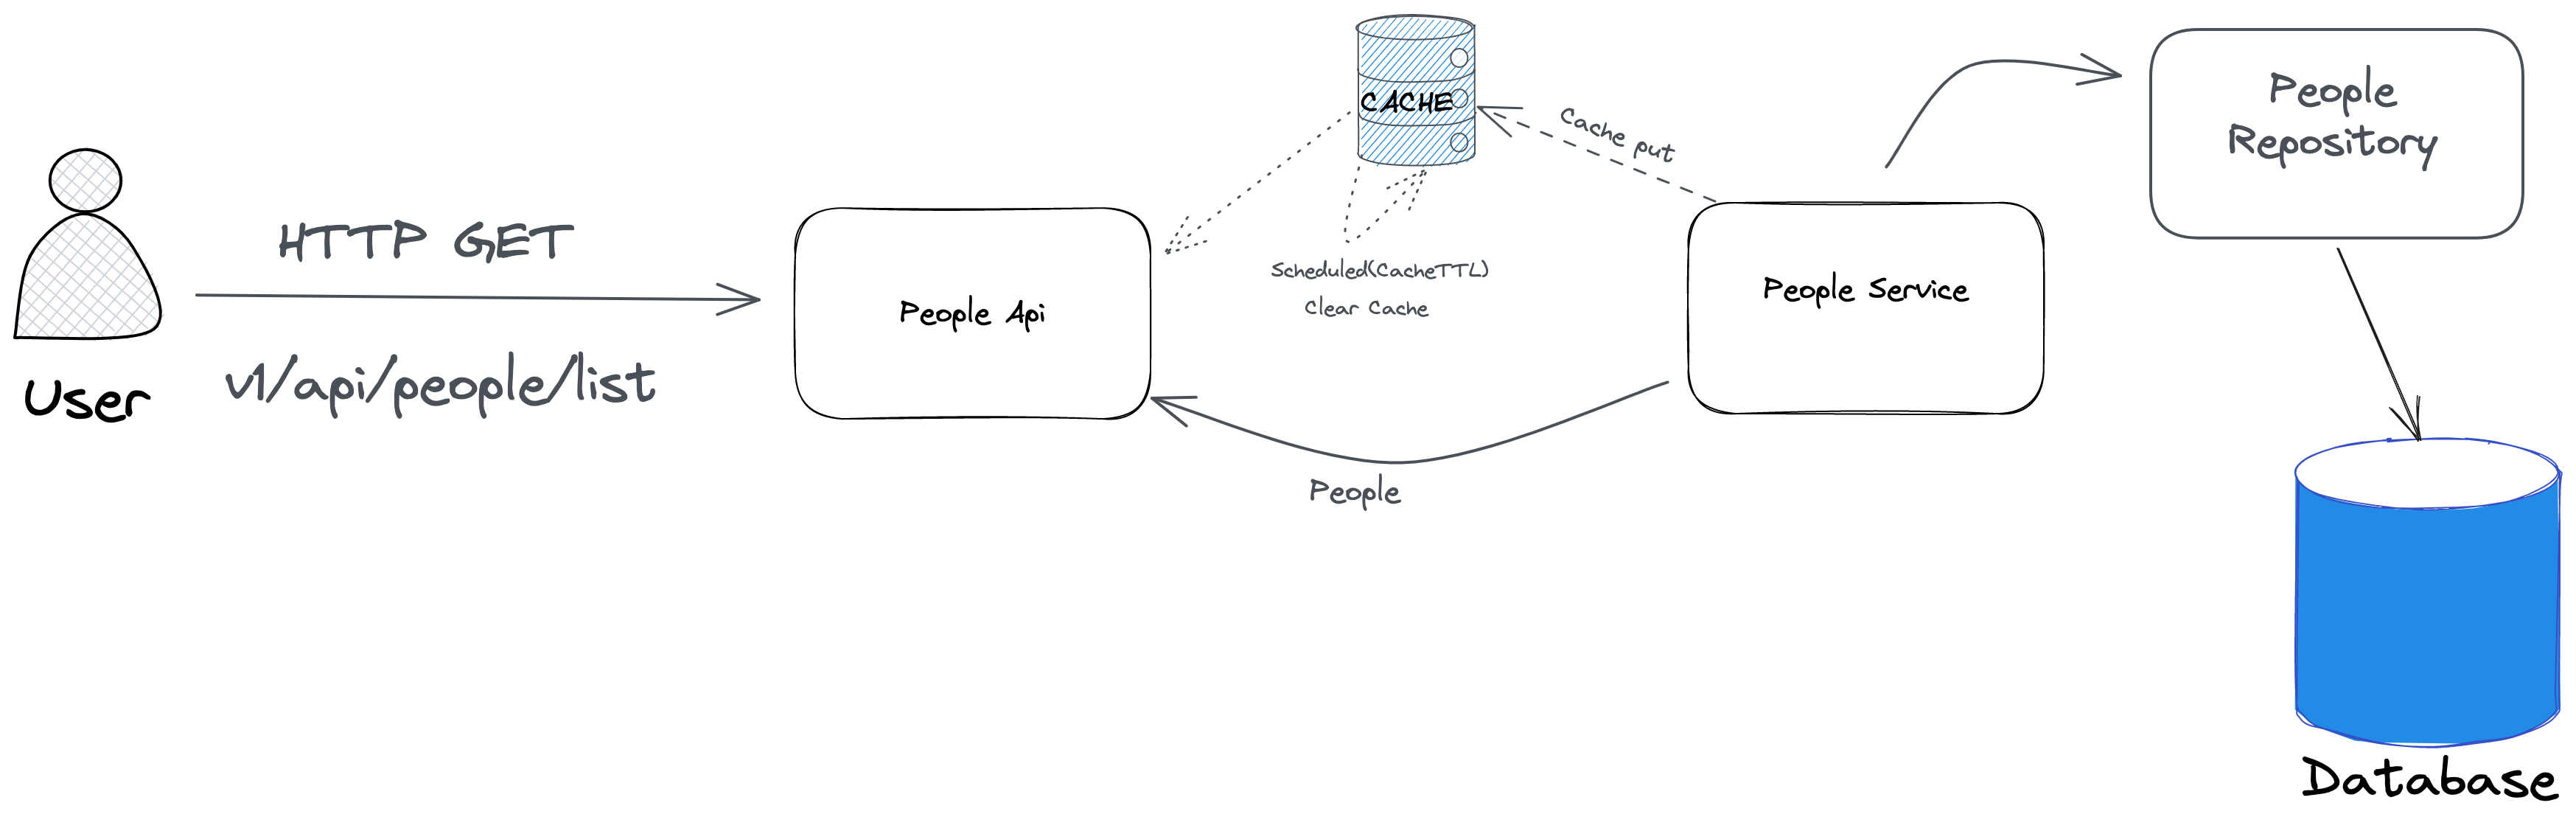 User
HTTP GET
v1/api/people/list
People Api
CACHE
Cache put
Scheduled(CacheTTL)
Clear Cache
People
People Service
People
Repository
Database